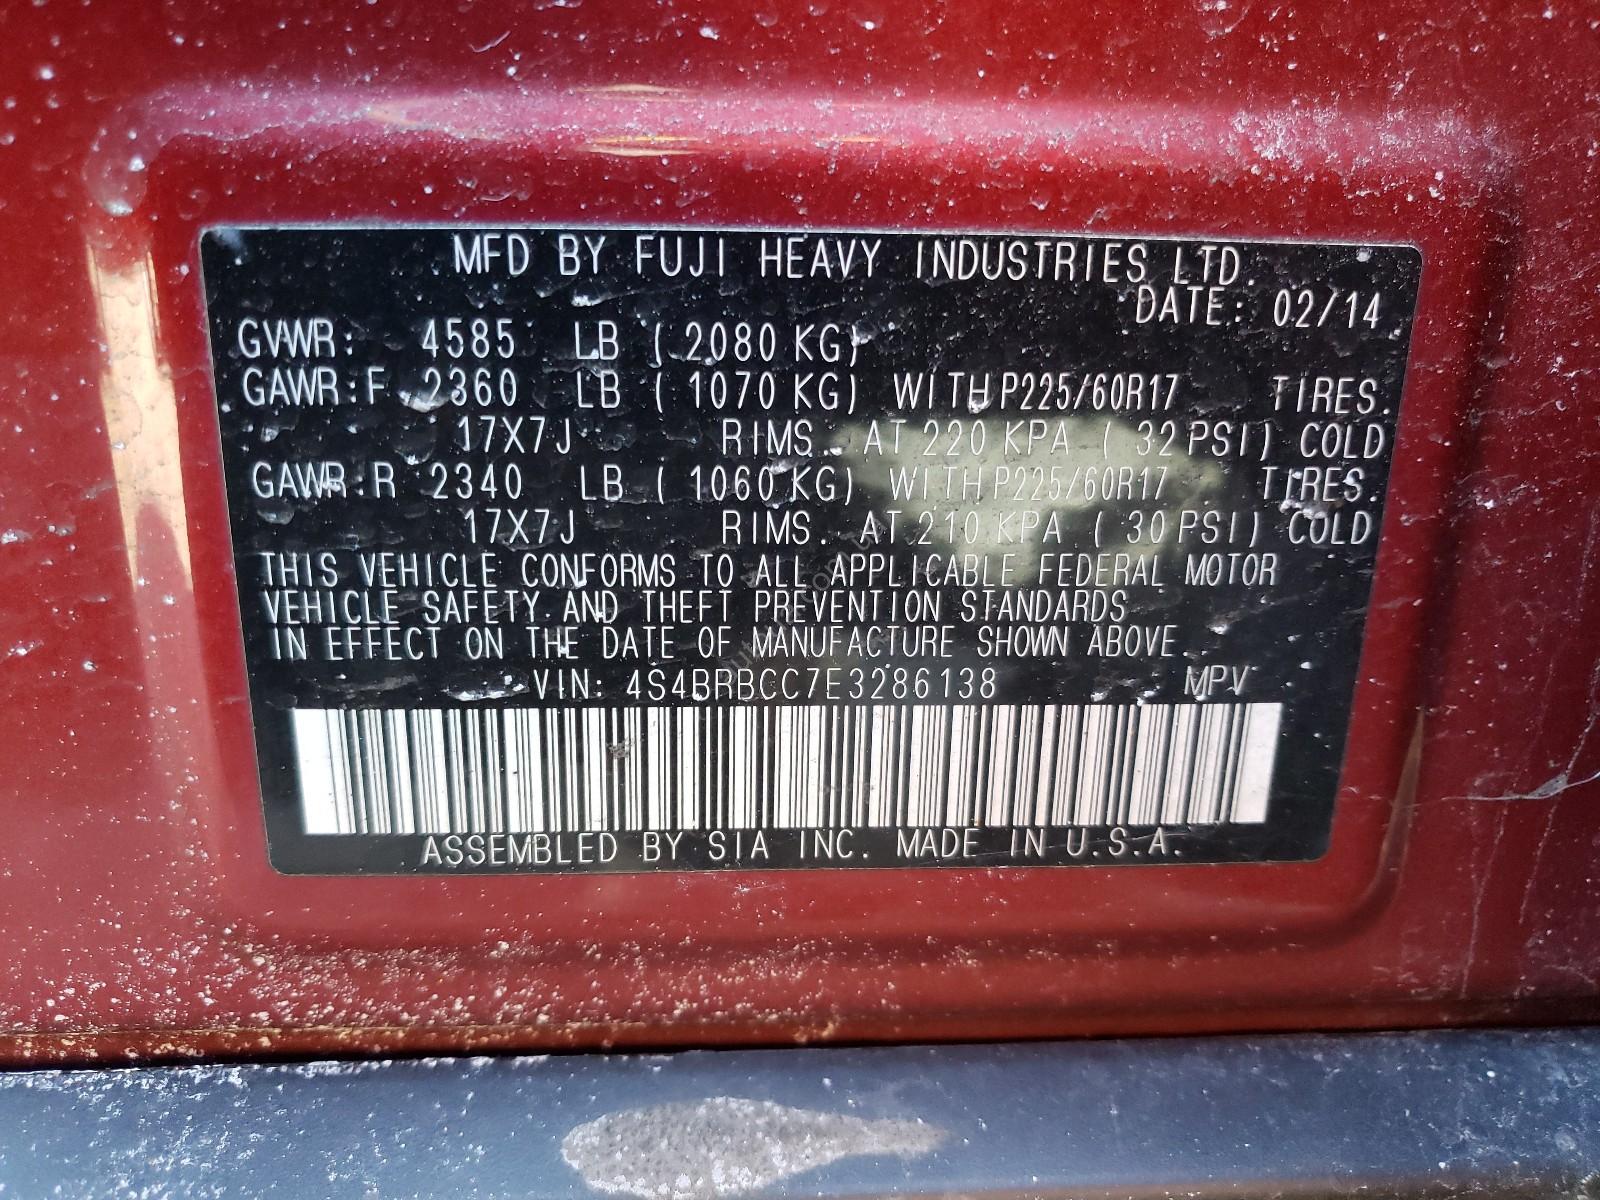 MFD BY FUJI HEAVY INDUSTRIES LTD.
DATE: 02/14
GVWR: 4585 LB (2080 KG)
GAWR:F 2360 LB (1070 KG) WITH P225/60R17 TIRES.
17X7J RIMS. AT 220 KPA (32 PSI) COLD
GAWR:R 2340 LB (1060 KG) WITH P225/60R17 TIRES.
17X7J RIMS. AT 210 KPA (30 PSI) COLD
THIS VEHICLE CONFORMS TO ALL APPLICABLE FEDERAL MOTOR
VEHICLE SAFETY AND THEFT PREVENTION STANDARDS
IN EFFECT ON THE DATE OF MANUFACTURE SHOWN ABOVE.
VIN: 4S4BRBCC7E3286138 MPV
ASSEMBLED BY SIA INC. MADE IN U.S.A.